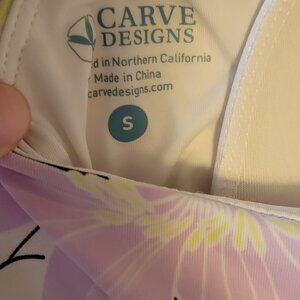 CARVE
DESIGNS
d in Northern California
Made in China
carvedesigns.com
S